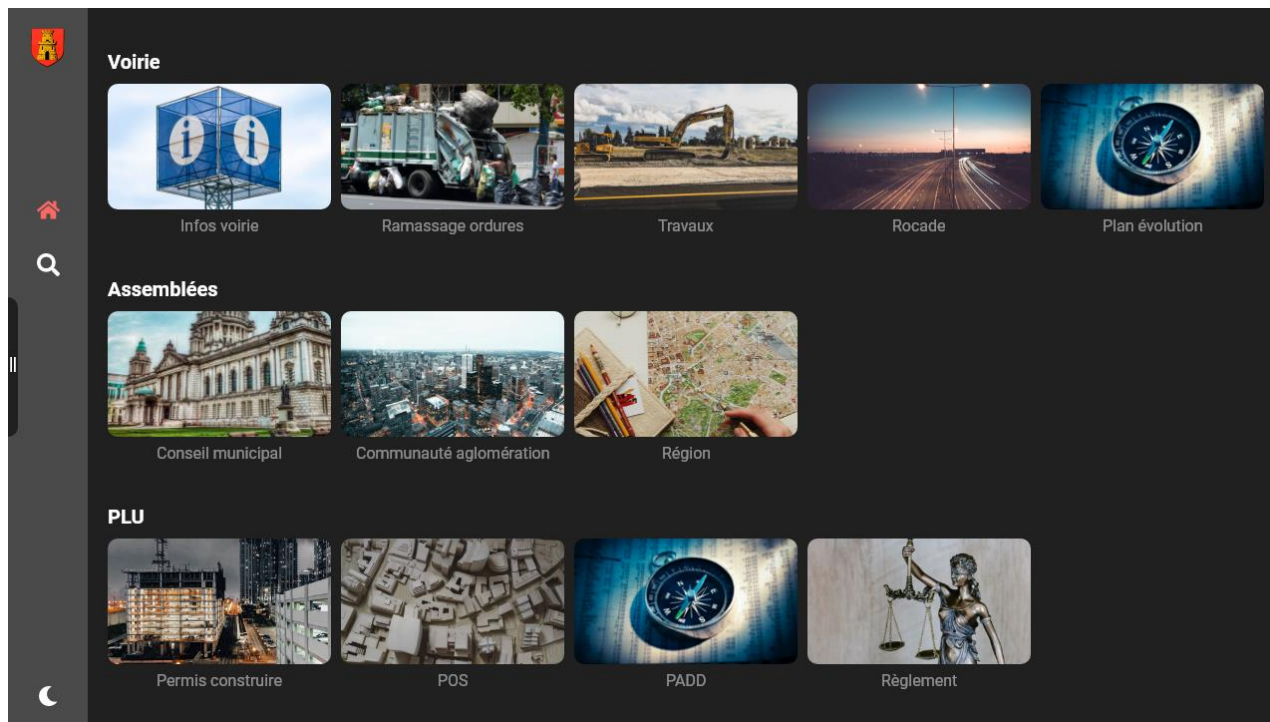 Voirie
Infos voirie
Ramassage ordures
Travaux
Rocade
Plan évolution
Assemblées
Conseil municipal
Communauté aglomération
Région
PLU
Permis construire
POS
PADD
Règlement